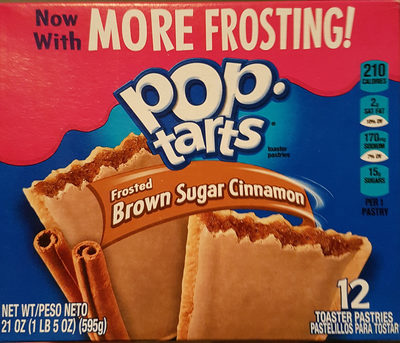 Now
With MORE FROSTING!
pop.
tarts®
toaster
pastries
Frosted
Brown Sugar Cinnamon
210
CALORIES
2g
SAT FAT
10% DV
170mg
SODIUM
7% DV
15g
SUGARS
PER 1
PASTRY
NET WT/PESO NETO
21 OZ (1 LB 5 OZ) (595g)
12
TOASTER PASTRIES
PASTELILLOS PARA TOSTAR